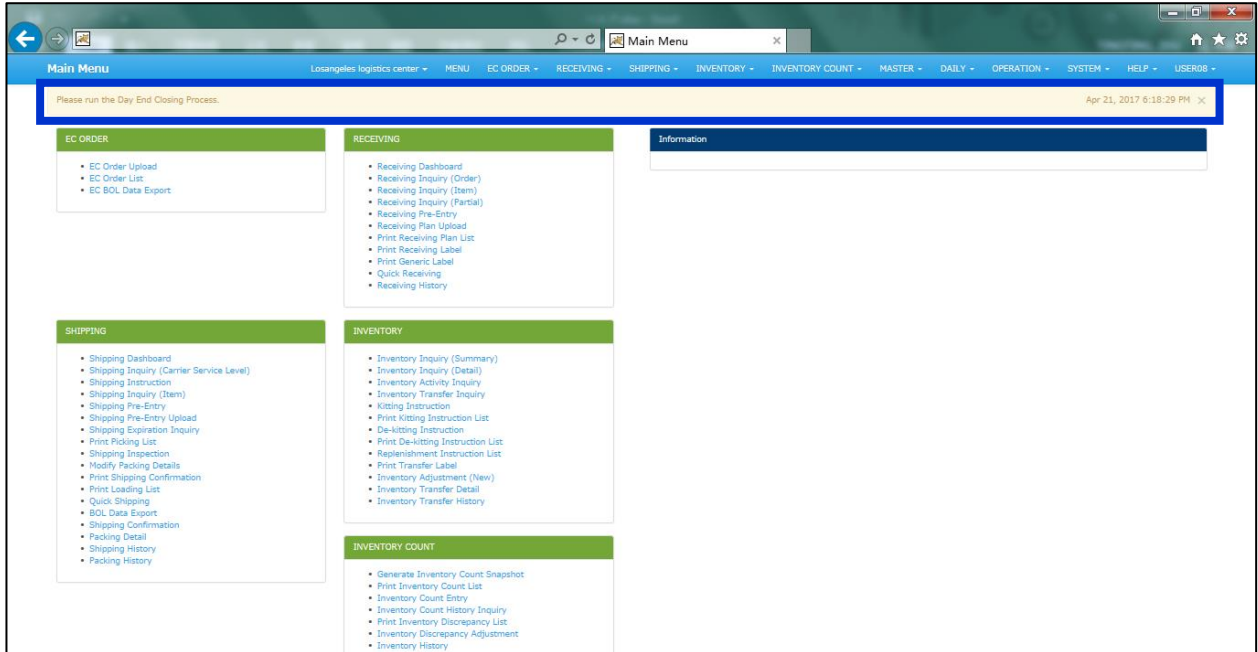 Main Menu
Main Menu Losangeles logistics center MENU EC ORDER RECEIVING SHIPPING INVENTORY INVENTORY COUNT MASTER DAILY OPERATION SYSTEM HELP USER08
Please run the Day End Closing Process. Apr 21, 2017 6:18:29 PM
EC ORDER
EC Order Upload
EC Order List
EC BOL Data Export
RECEIVING
Receiving Dashboard
Receiving Inquiry (Order)
Receiving Inquiry (Item)
Receiving Inquiry (Partial)
Receiving Pre-Entry
Receiving Plan Upload
Print Receiving Plan List
Print Receiving Label
Print Generic Label
Quick Receiving
Receiving History
Information
SHIPPING
Shipping Dashboard
Shipping Inquiry (Carrier Service Level)
Shipping Instruction
Shipping Inquiry (Item)
Shipping Pre-Entry
Shipping Pre-Entry Upload
Shipping Expiration Inquiry
Print Picking List
Shipping Inspection
Modify Packing Details
Print Shipping Confirmation
Print Loading List
Quick Shipping
BOL Data Export
Shipping Confirmation
Packing Detail
Shipping History
Packing History
INVENTORY
Inventory Inquiry (Summary)
Inventory Inquiry (Detail)
Inventory Activity Inquiry
Inventory Transfer Inquiry
Kitting Instruction
Print Kitting Instruction List
De-kitting Instruction
Print De-kitting Instruction List
Replenishment Instruction List
Print Transfer Label
Inventory Adjustment (New)
Inventory Transfer Detail
Inventory Transfer History
INVENTORY COUNT
Generate Inventory Count Snapshot
Print Inventory Count List
Inventory Count Entry
Inventory Count History Inquiry
Print Inventory Discrepancy List
Inventory Discrepancy Adjustment
Inventory History